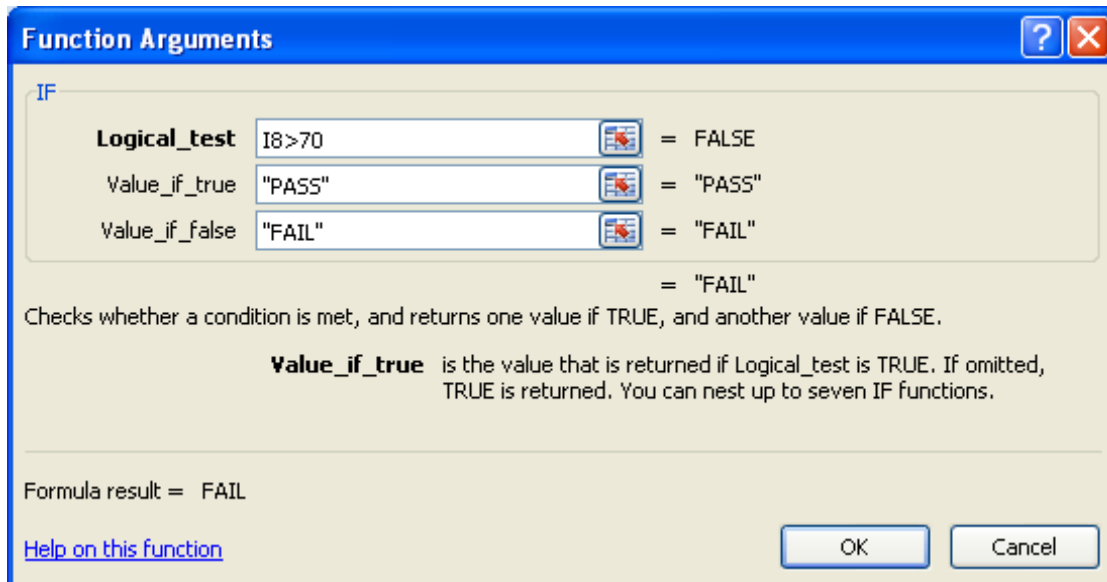 Function Arguments
IF
Logical_test I8>70 = FALSE
Value_if_true "PASS" = "PASS"
Value_if_false "FAIL" = "FAIL"
= "FAIL"
Checks whether a condition is met, and returns one value if TRUE, and another value if FALSE.
Value_if_true is the value that is returned if Logical_test is TRUE. If omitted,
TRUE is returned. You can nest up to seven IF functions.
Formula result = FAIL
Help on this function OK Cancel